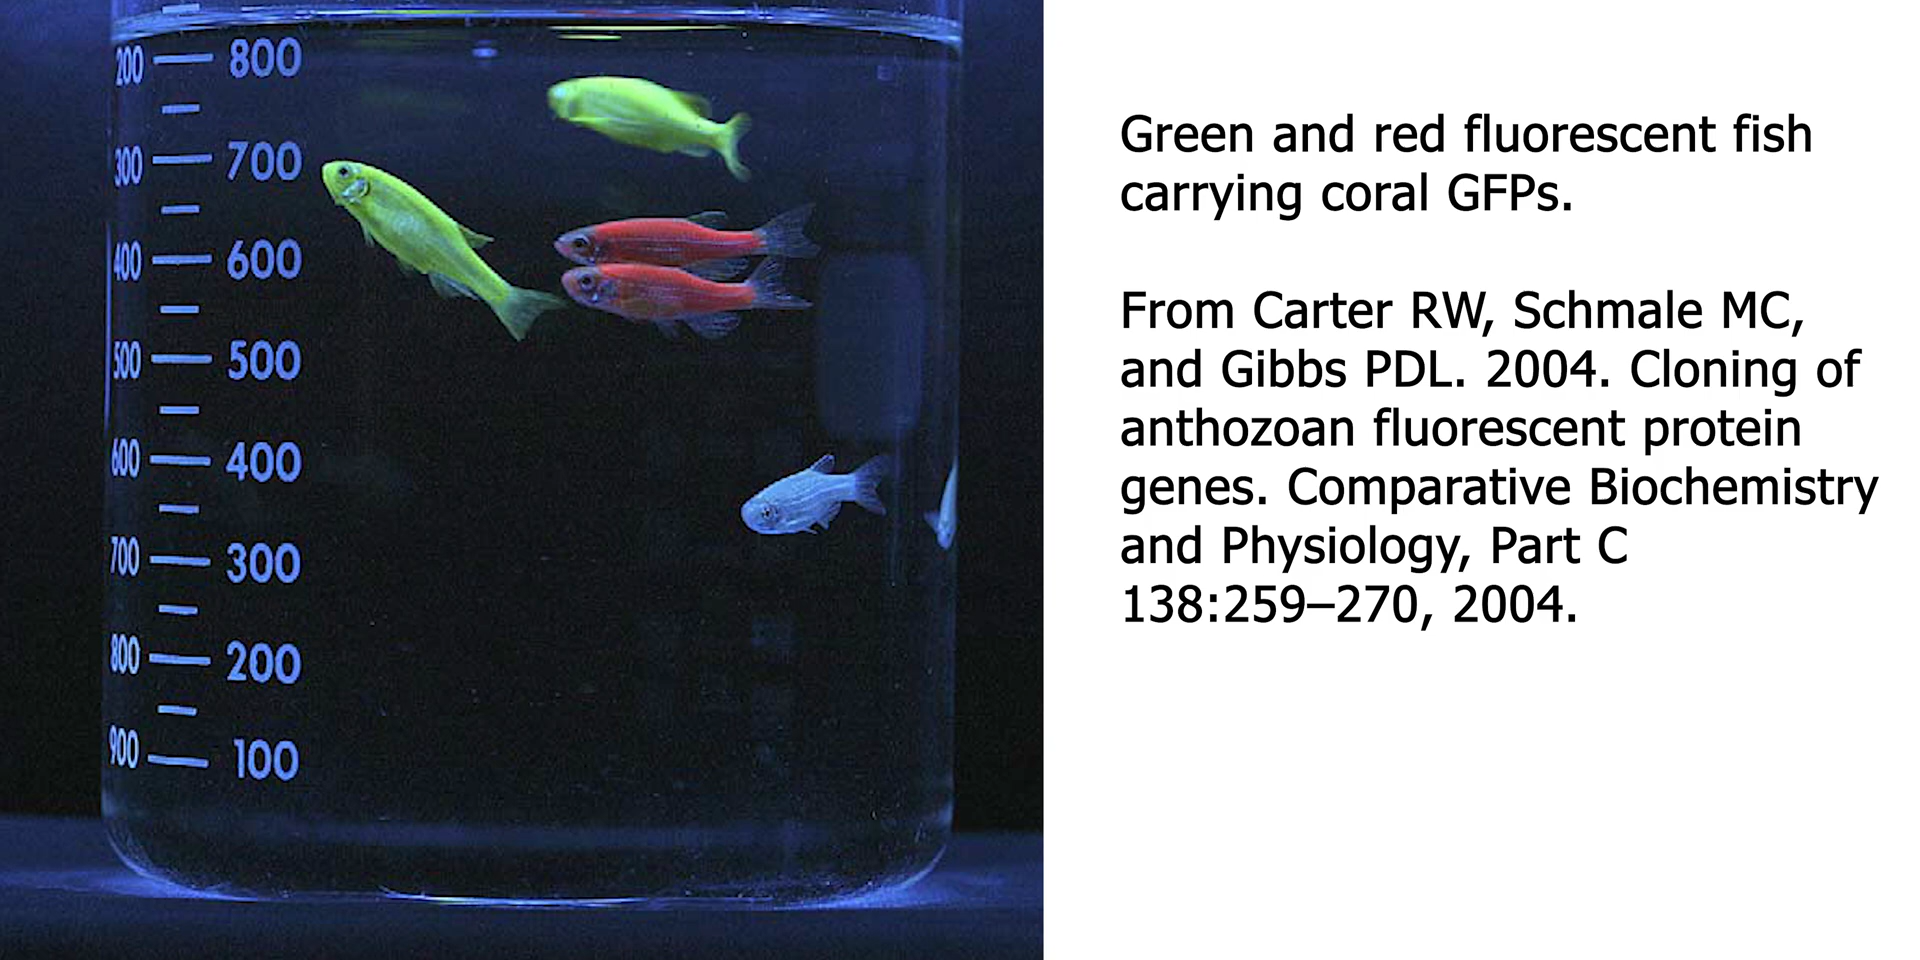 200 800
300 700
400 600
500 500
600 400
700 300
800 200
900 100
Green and red fluorescent fish
carrying coral GFPs.
From Carter RW, Schmale MC,
and Gibbs PDL. 2004. Cloning of
anthozoan fluorescent protein
genes. Comparative Biochemistry
and Physiology, Part C
138:259–270, 2004.